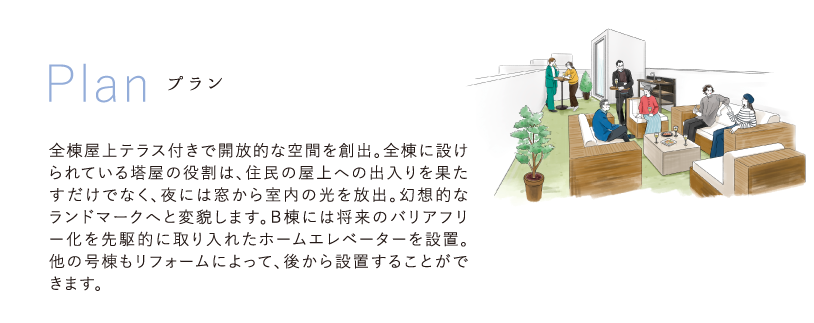 Plan プラン
全棟屋上テラス付きで開放的な空間を創出。全棟に設け
られている塔屋の役割は、住民の屋上への出入りを果た
すだけでなく、夜には窓から室内の光を放出。幻想的な
ランドマークへと変貌します。B棟には将来のバリアフリ
ー化を先駆的に取り入れたホームエレベーターを設置。
他の号棟もリフォームによって、後から設置することがで
きます。